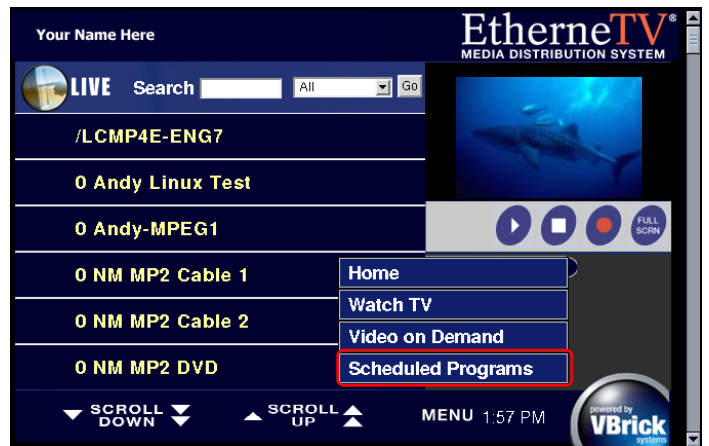 Your Name Here
EtherneTV®
MEDIA DISTRIBUTION SYSTEM
LIVE Search All Go
/LCMP4E-ENG7
0 Andy Linux Test
0 Andy-MPEG1
FULL SCRN
0 NM MP2 Cable 1
Home
Watch TV
0 NM MP2 Cable 2
Video on Demand
0 NM MP2 DVD
Scheduled Programs
SCROLL DOWN
SCROLL UP
MENU 1:57 PM
powered by
VBrick
systems